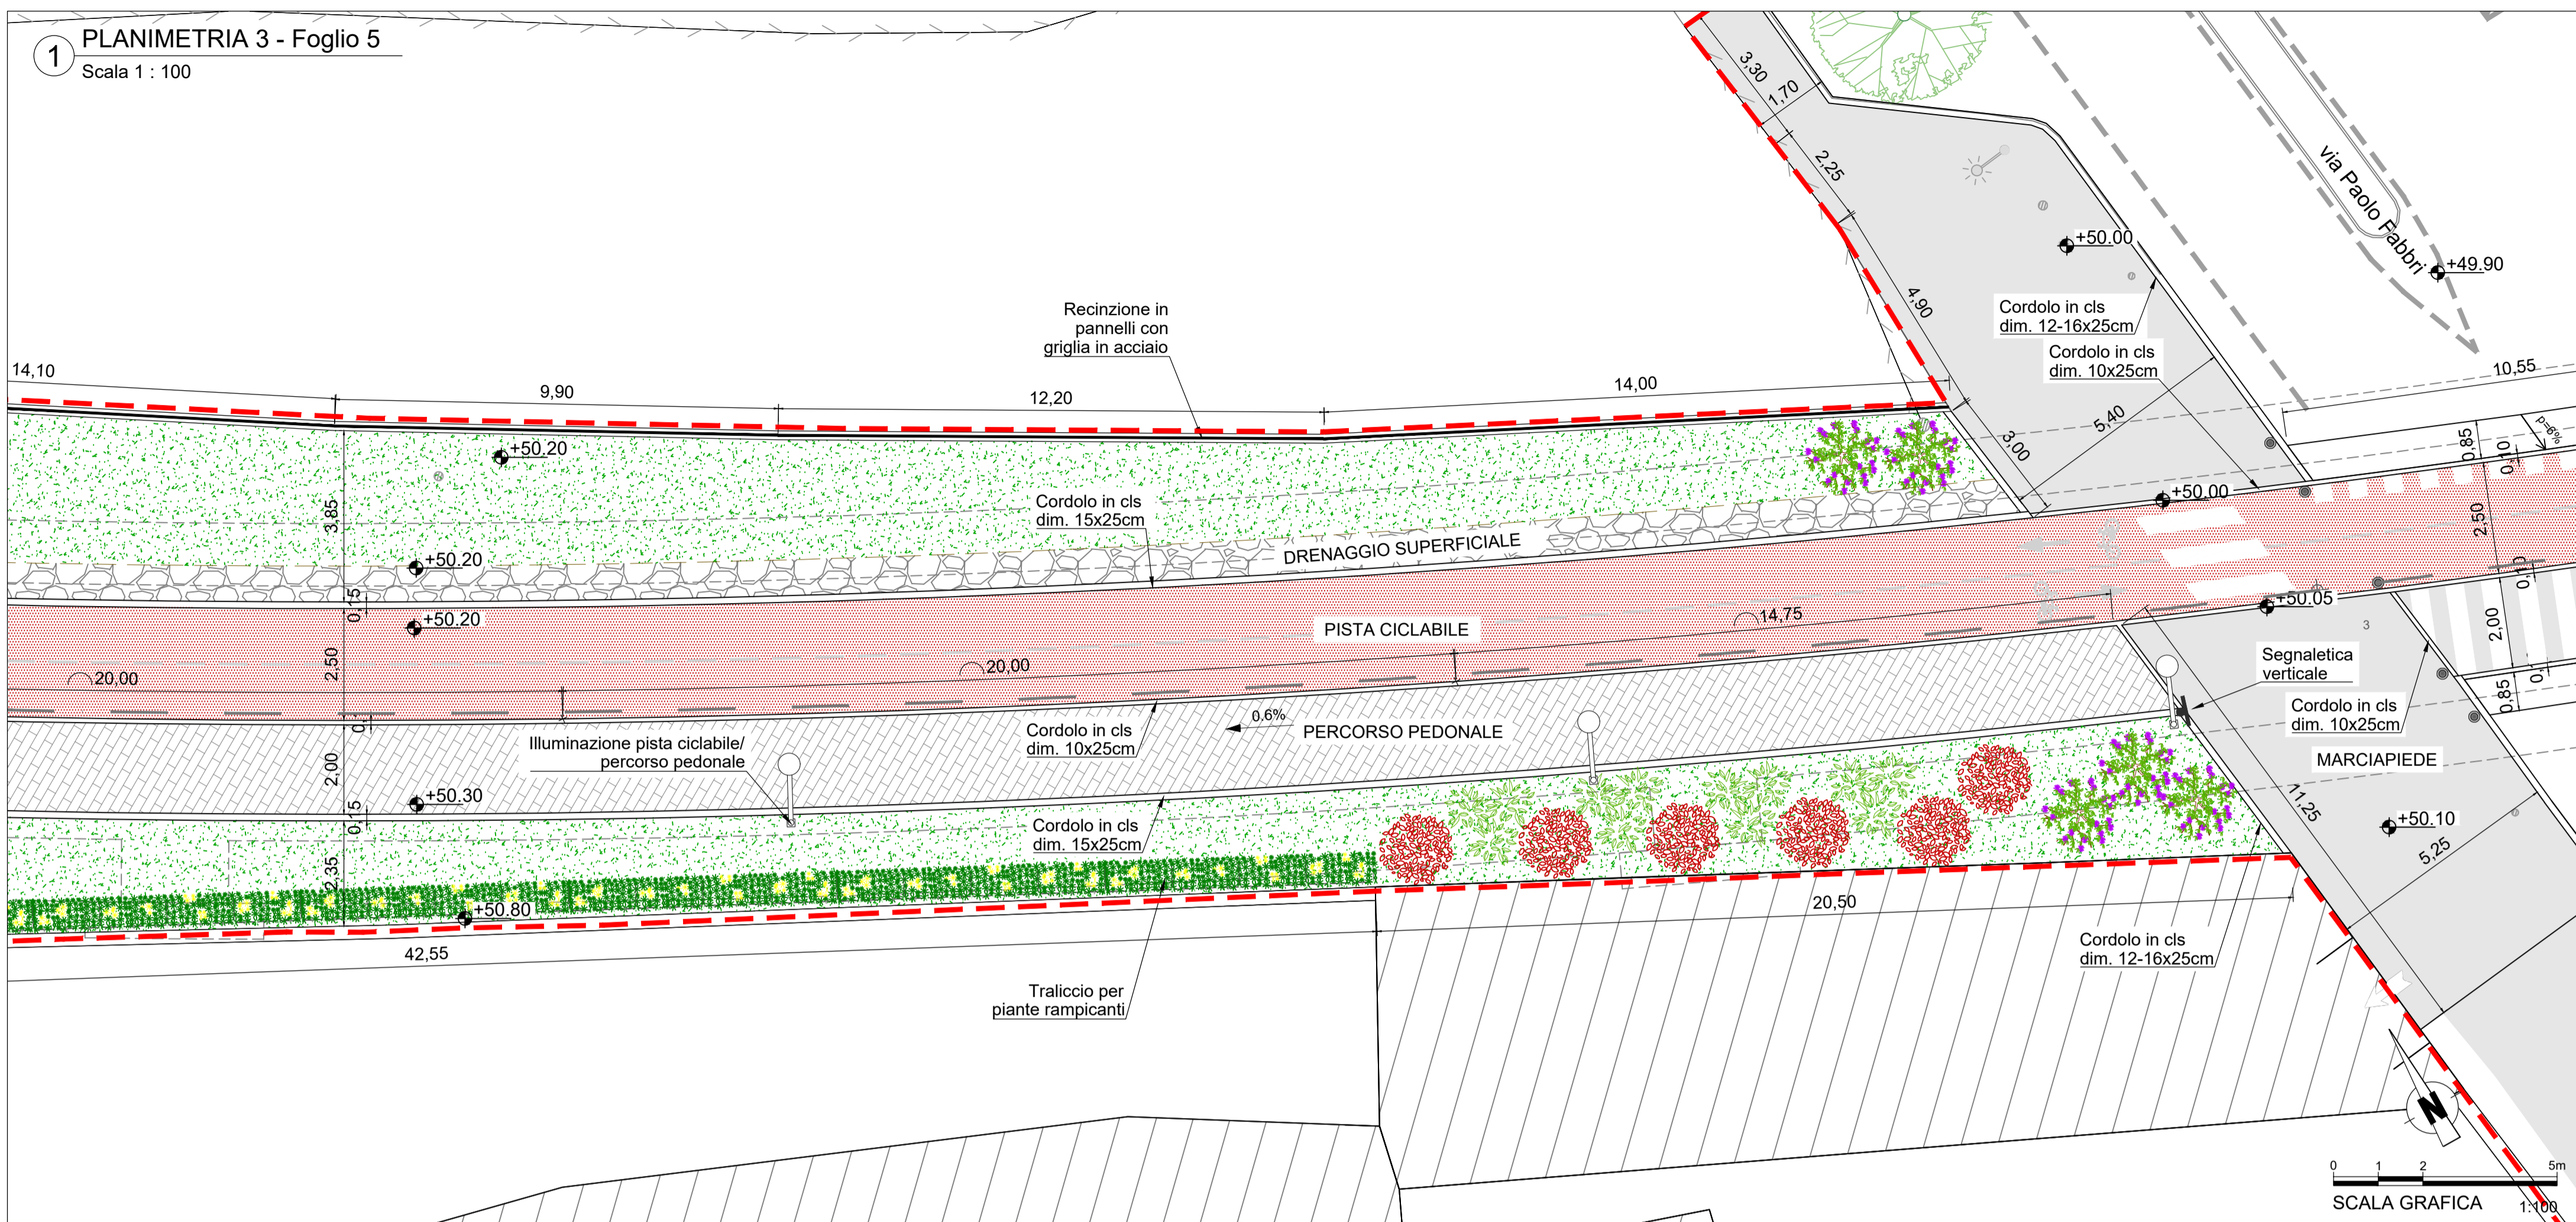 1
PLANIMETRIA 3 - Foglio 5
Scala 1 : 100
3,30
1,70
2,25
4,90
via Paolo Fabbri
+50.00
+49.90
Cordolo in cls
dim. 12-16x25cm
Cordolo in cls
dim. 10x25cm
Recinzione in
pannelli con
griglia in acciaio
14,10
9,90
12,20
14,00
10,55
5,40
3,00
0,85
0,10
p=6%
+50.20
3,85
Cordolo in cls
dim. 15x25cm
DRENAGGIO SUPERFICIALE
+50.00
2,50
+50.20
0,15
+50.20
PISTA CICLABILE
14,75
+50.05
0,10
2,00
3
2,50
20,00
20,00
Segnaletica
verticale
0,85
Cordolo in cls
dim. 10x25cm
Cordolo in cls
dim. 10x25cm
0.6%
PERCORSO PEDONALE
Illuminazione pista ciclabile/
percorso pedonale
2,00
MARCIAPIEDE
+50.30
0,15
11,25
+50.10
5,25
Cordolo in cls
dim. 15x25cm
2,35
+50.80
20,50
42,55
Cordolo in cls
dim. 12-16x25cm
Traliccio per
piante rampicanti
N
0 1 2 5m
SCALA GRAFICA 1:100